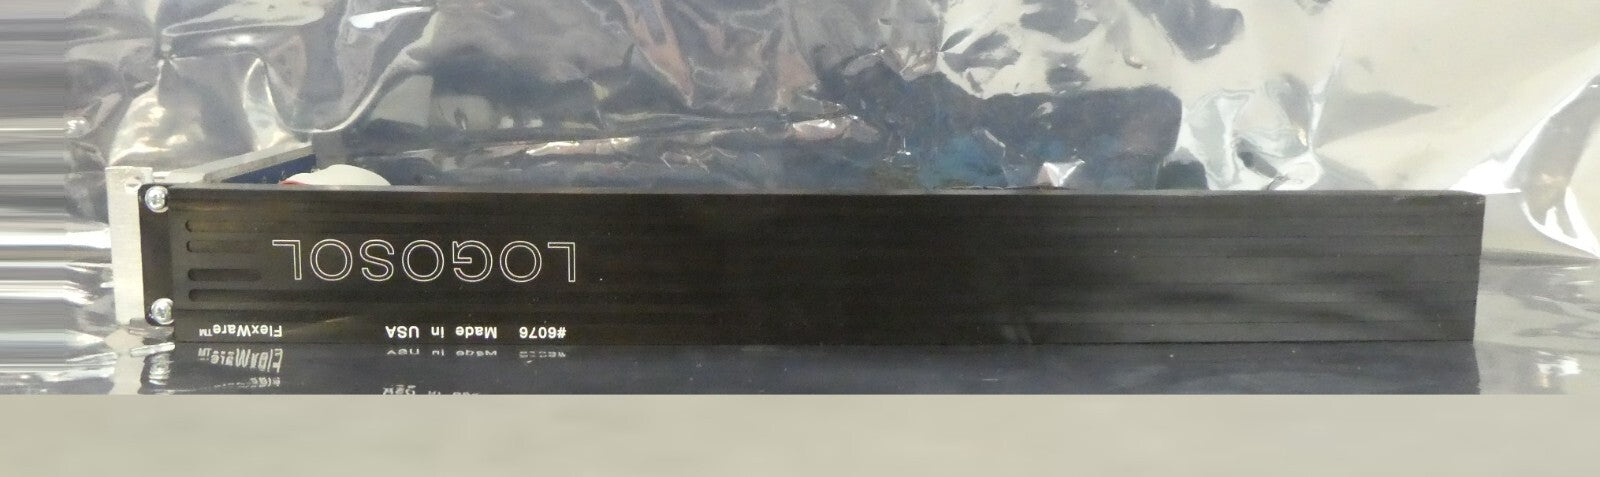 #6076 Made in USA FlexWare™
LOGOSOL